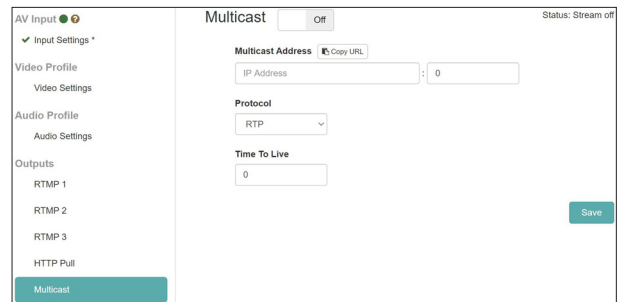 AV Input
Input Settings *
Video Profile
Video Settings
Audio Profile
Audio Settings
Outputs
RTMP 1
RTMP 2
RTMP 3
HTTP Pull
Multicast
Multicast Off
Status: Stream off
Multicast Address Copy URL
IP Address : 0
Protocol
RTP
Time To Live
0
Save